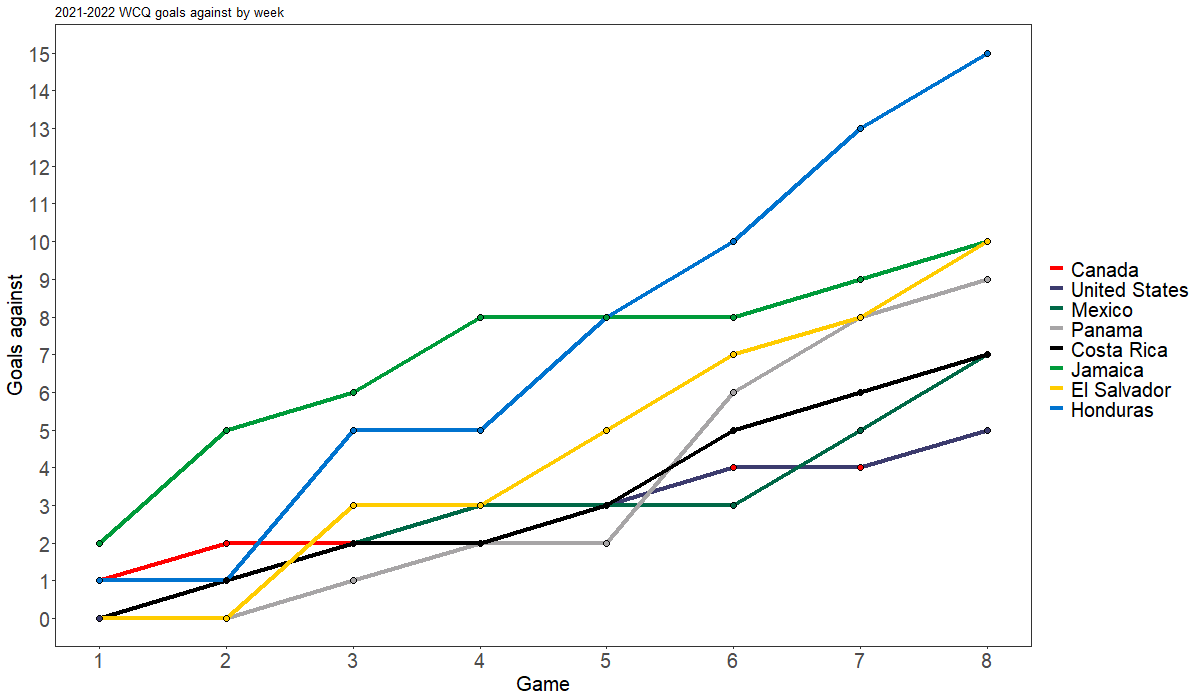 2021-2022 WCQ goals against by week
15
14
13
12
11
10
9
8
7
6
5
4
3
2
1
0
Goals against
1 2 3 4 5 6 7 8
Game
Canada
United States
Mexico
Panama
Costa Rica
Jamaica
El Salvador
Honduras